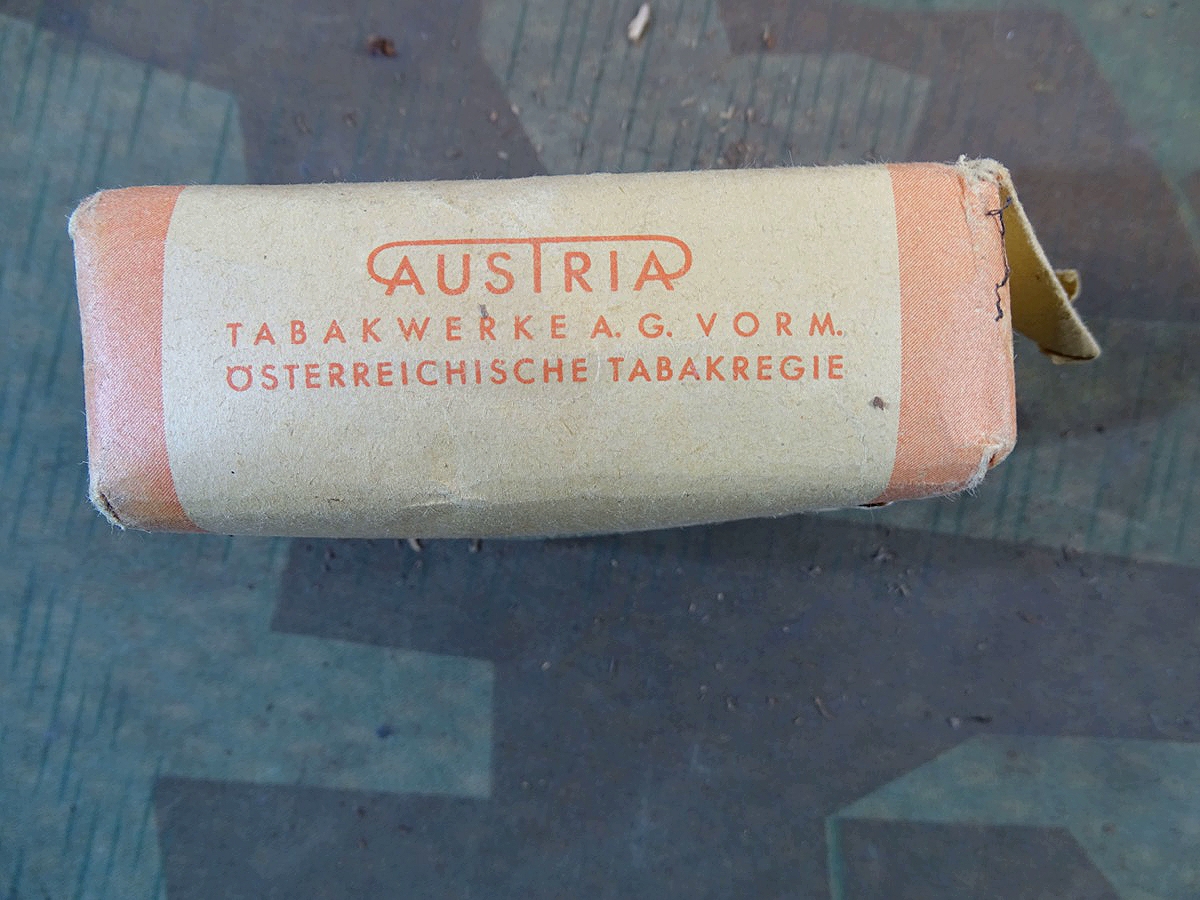 AUSTRIA
TABAKWERKE A. G. VORM.
ÖSTERREICHISCHE TABAKREGIE